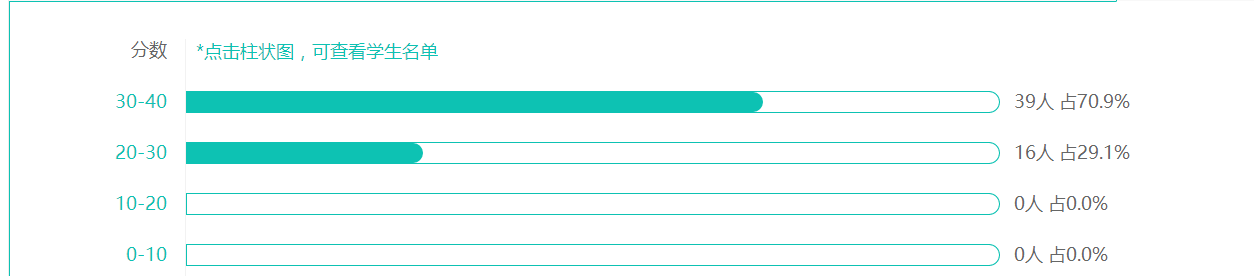 分数 *点击柱状图，可查看学生名单
30-40 39人 占70.9%
20-30 16人 占29.1%
10-20 0人 占0.0%
0-10 0人 占0.0%